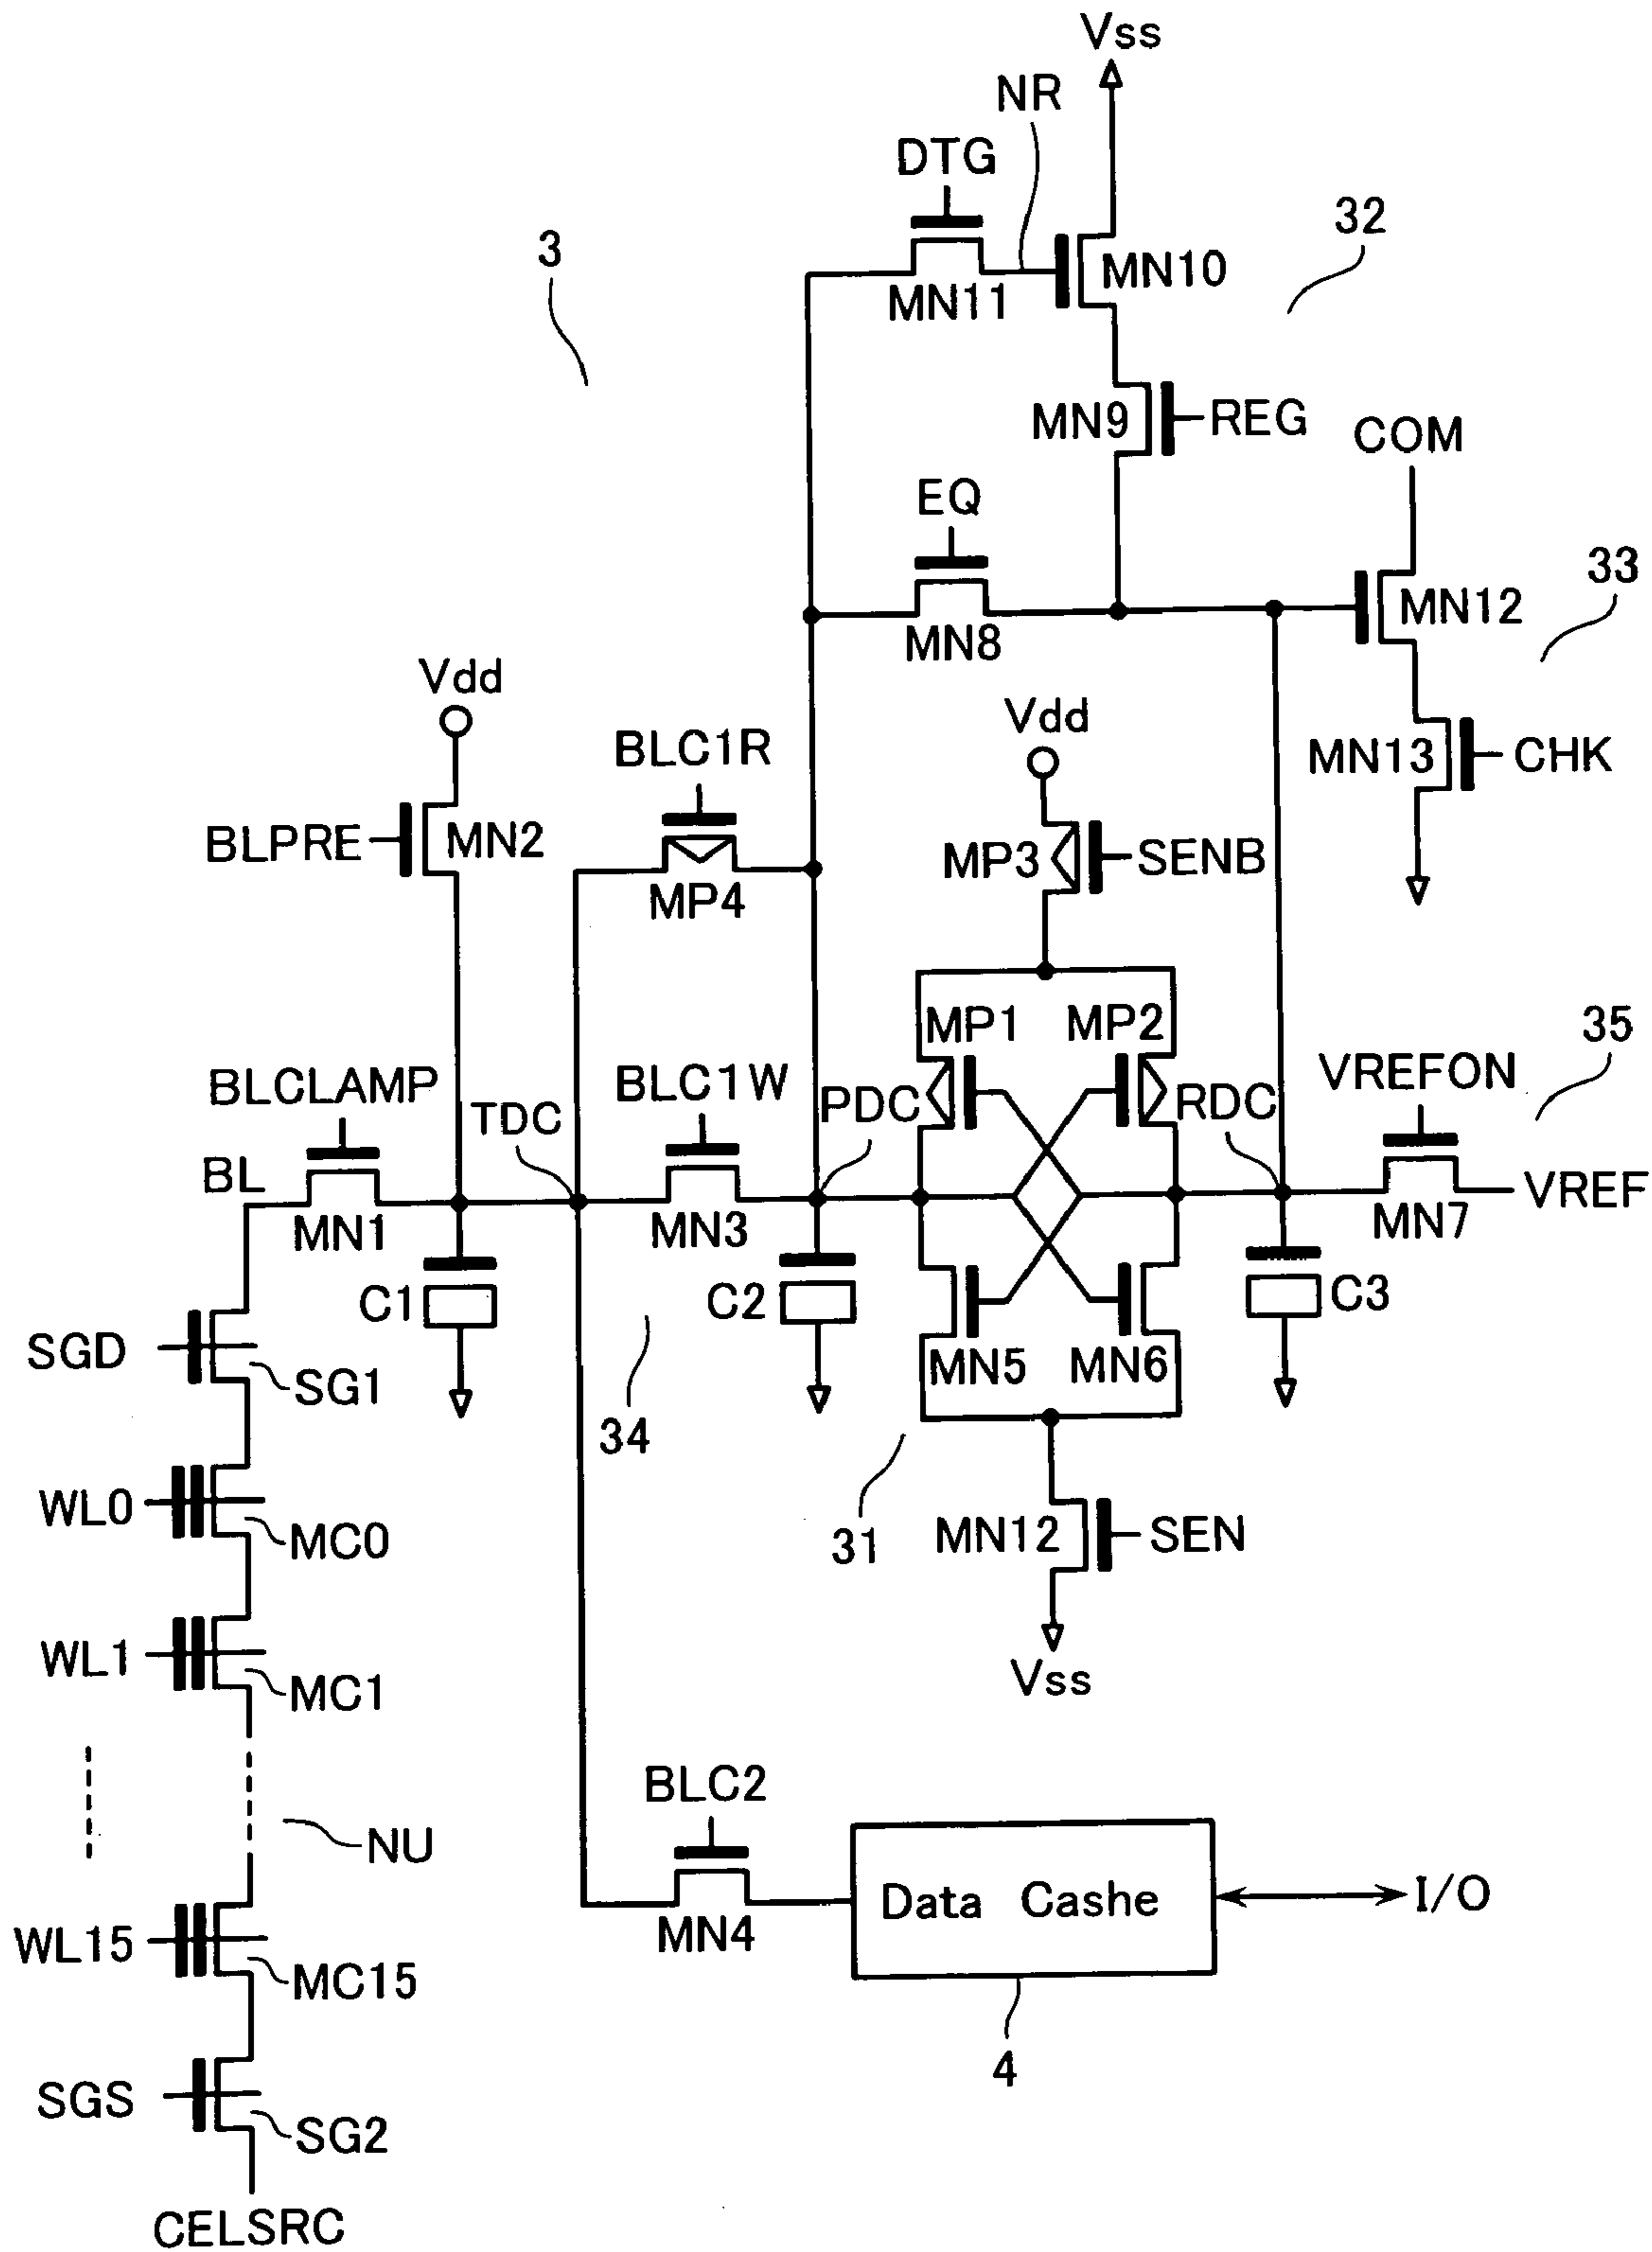 Vss
NR
DTG
32
3
MN10
MN11
MN9
REG
COM
EQ
33
MN12
MN8
Vdd
Vdd
BLC1R
MN13
CHK
BLPRE
MN2
MP3
SENB
MP4
MP1
MP2
35
BLCLAMP
BLC1W
VREFON
TDC
PDC
RDC
BL
VREF
MN1
MN3
MN7
C1
C2
C3
SGD
MN5
MN6
SG1
34
WL0
MC0
31
MN12
SEN
WL1
MC1
Vss
BLC2
NU
Data Cashe
I/O
WL15
MN4
MC15
4
SGS
SG2
CELSRC